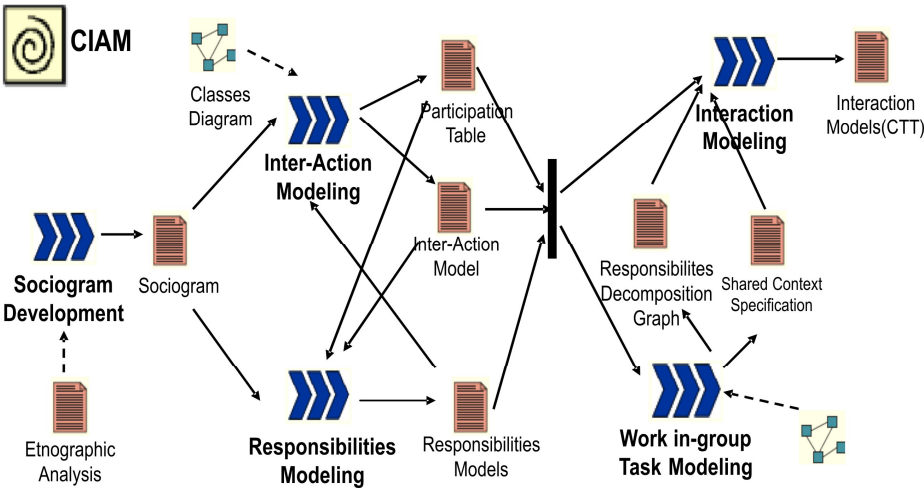 CIAM
Classes
Diagram
Participation
Table
Inter-Action
Modeling
Interaction
Modeling
Interaction
Models(CTT)
Inter-Action
Model
Sociogram
Development
Sociogram
Responsibilites
Decomposition
Graph
Shared Context
Specification
Etnographic
Analysis
Responsibilities
Modeling
Responsibilities
Models
Work in-group
Task Modeling